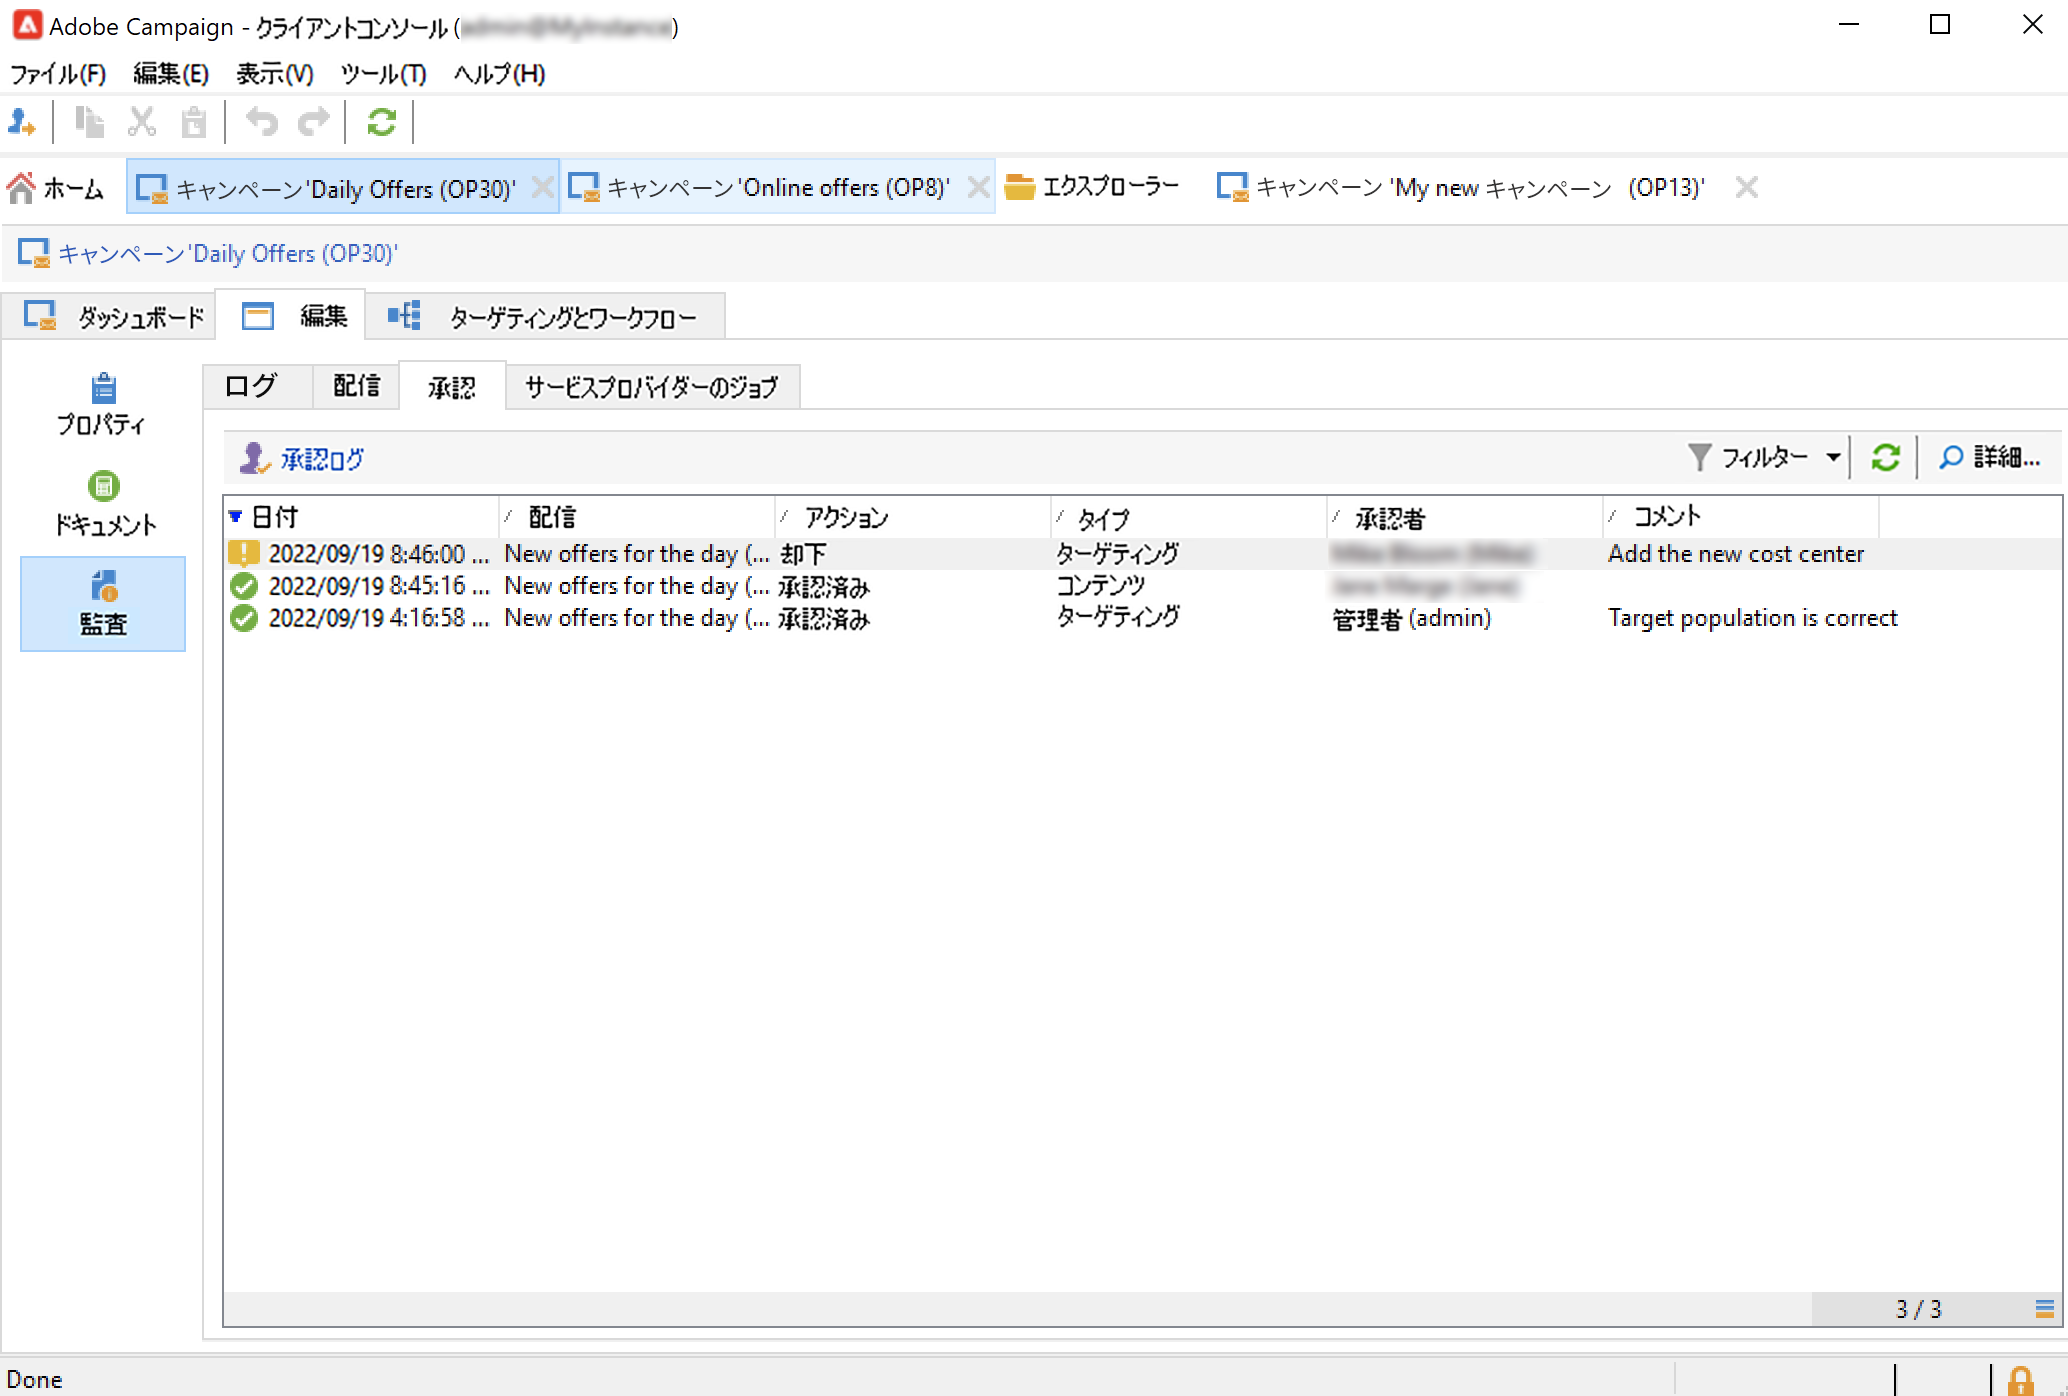 Adobe Campaign - クライアントコンソール ( )
ファイル(F) 編集(E) 表示(V) ツール(T) ヘルプ(H)
ホーム キャンペーン 'Daily Offers (OP30)' キャンペーン 'Online offers (OP8)' エクスプローラー キャンペーン 'My new キャンペーン (OP13)'
キャンペーン 'Daily Offers (OP30)'
ダッシュボード 編集 ターゲティングとワークフロー
プロパティ
ドキュメント
監査
ログ 配信 承認 サービスプロバイダーのジョブ
承認ログ フィルター 詳細...
日付 配信 アクション タイプ 承認者 コメント
2022/09/19 8:46:00 ... New offers for the day (... 却下 ターゲティング Add the new cost center
2022/09/19 8:45:16 ... New offers for the day (... 承認済み コンテンツ
2022/09/19 4:16:58 ... New offers for the day (... 承認済み ターゲティング 管理者 (admin) Target population is correct
3 / 3
Done